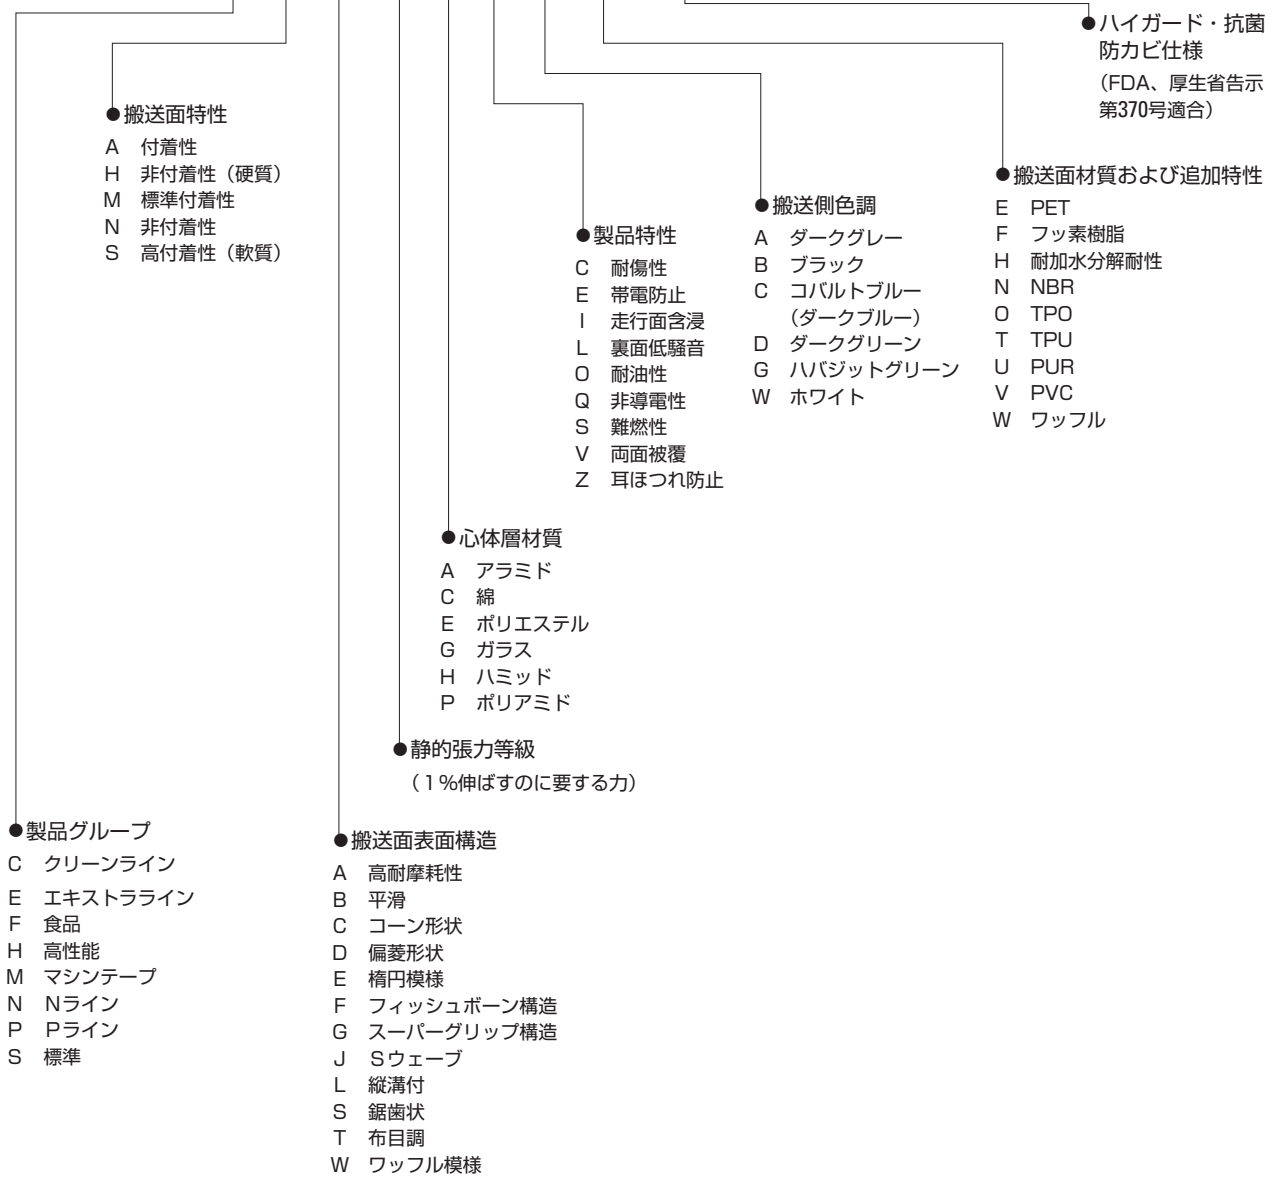 ●ハイガード・抗菌
防カビ仕様
（FDA、厚生省告示
第370号適合）
●搬送面特性
A 付着性
H 非付着性（硬質）
M 標準付着性
N 非付着性
S 高付着性（軟質）
●製品特性
C 耐傷性
E 帯電防止
I 走行面含浸
L 裏面低騒音
O 耐油性
Q 非導電性
S 難燃性
V 両面被覆
Z 耳ほつれ防止
●搬送側色調
A ダークグレー
B ブラック
C コバルトブルー
（ダークブルー）
D ダークグリーン
G ハバジットグリーン
W ホワイト
●搬送面材質および追加特性
E PET
F フッ素樹脂
H 耐加水分解耐性
N NBR
O TPO
T TPU
U PUR
V PVC
W ワッフル
●心体層材質
A アラミド
C 綿
E ポリエステル
G ガラス
H ハミッド
P ポリアミド
●静的張力等級
（１%伸ばすのに要する力）
●製品グループ
C クリーンライン
E エキストラライン
F 食品
H 高性能
M マシンテープ
N Ｎライン
P Ｐライン
S 標準
●搬送面表面構造
A 高耐摩耗性
B 平滑
C コーン形状
D 偏菱形状
E 楕円模様
F フィッシュボーン構造
G スーパーグリップ構造
J Ｓウェーブ
L 縦溝付
S 鋸歯状
T 布目調
W ワッフル模様